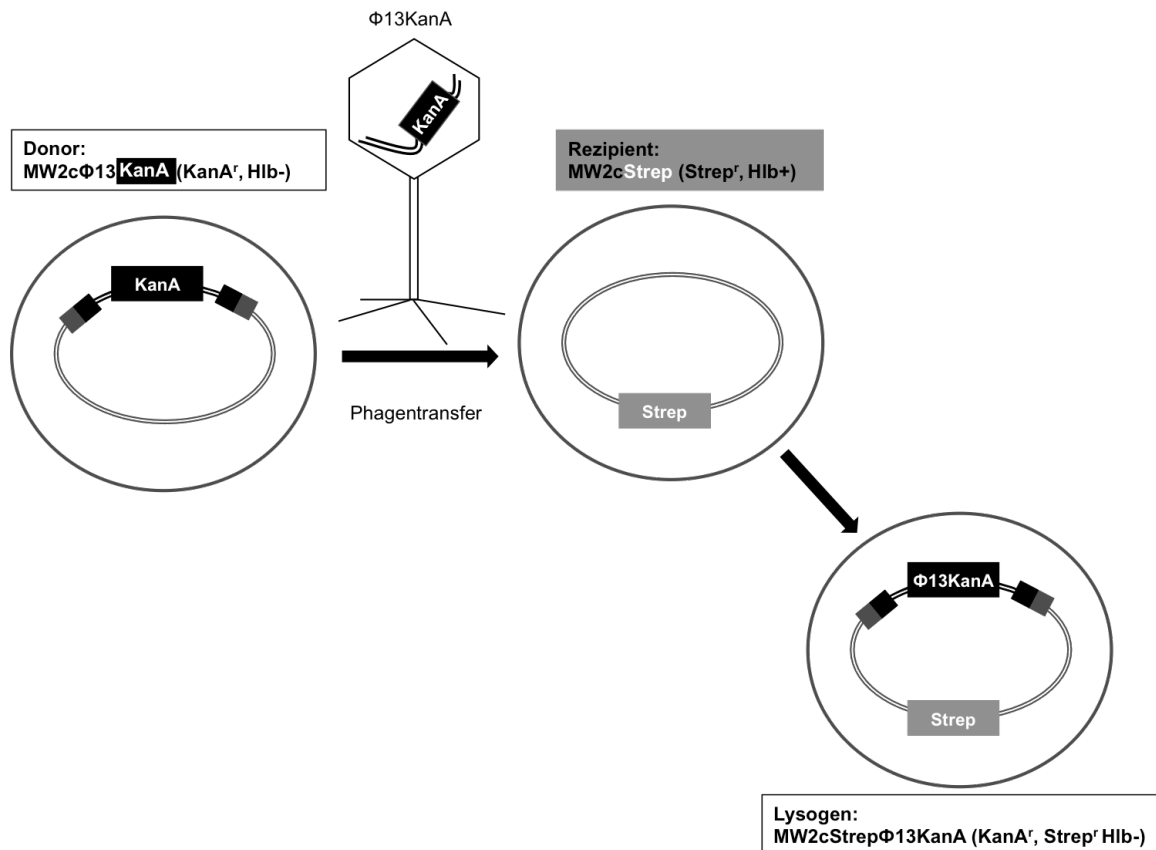 Φ13KanA
KanA
Donor:
MW2cΦ13KanA (KanAʳ, Hlb-)
KanA
Phagentransfer
Rezipient:
MW2cStrep (Strepʳ, Hlb+)
Strep
Φ13KanA
Strep
Lysogen:
MW2cStrepΦ13KanA (KanAʳ, Strepʳ Hlb-)